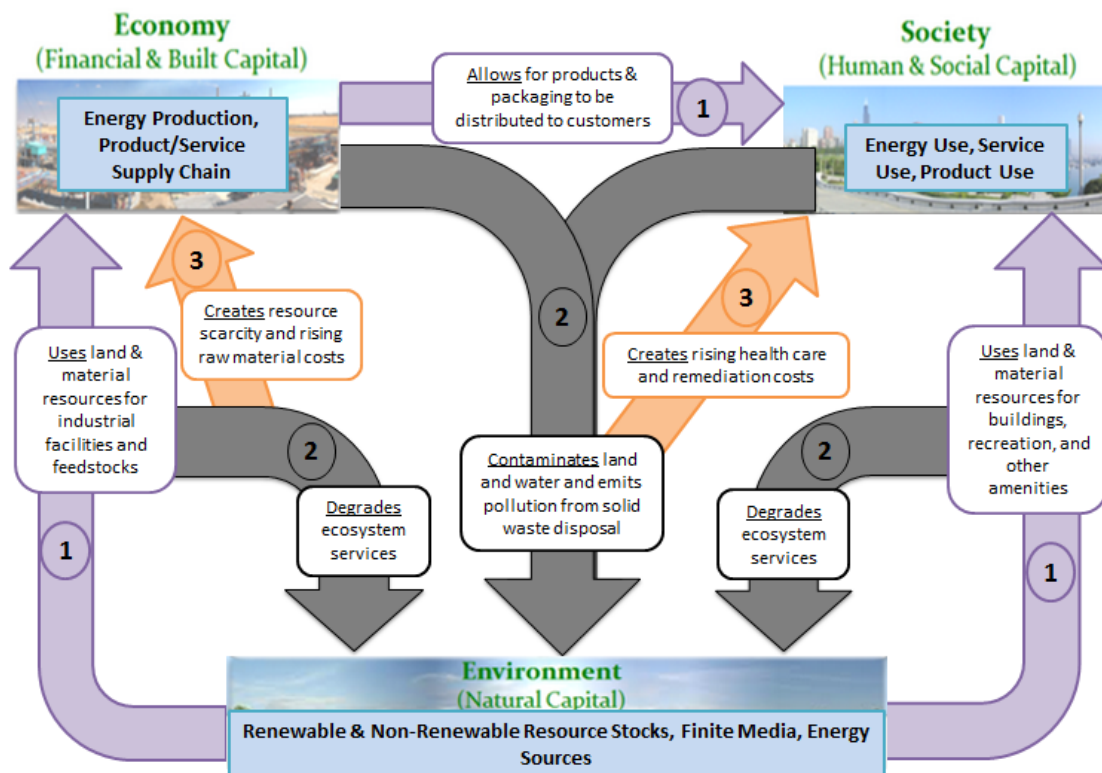 Economy
(Financial & Built Capital)
Energy Production,
Product/Service
Supply Chain
Allows for products &
packaging to be
distributed to customers
1
Society
(Human & Social Capital)
Energy Use, Service
Use, Product Use
3
Creates resource
scarcity and rising
raw material costs
2
3
Creates rising health care
and remediation costs
Uses land &
material
resources for
industrial
facilities and
feedstocks
Uses land &
material
resources for
buildings,
recreation, and
other
amenities
2
Degrades
ecosystem
services
Contaminates land
and water and emits
pollution from solid
waste disposal
2
Degrades
ecosystem
services
1
1
Environment
(Natural Capital)
Renewable & Non-Renewable Resource Stocks, Finite Media, Energy
Sources